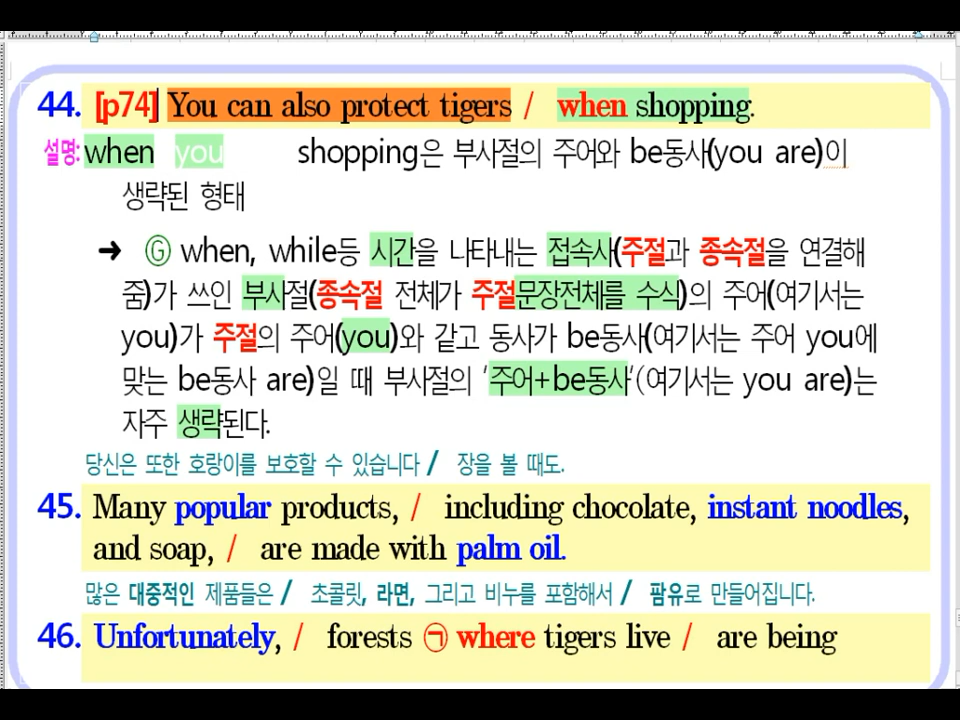 44. [p74] You can also protect tigers / when shopping.
설명: when you shopping은 부사절의 주어와 be동사(you are)이
생략된 형태
➜ Ⓖ when, while등 시간을 나타내는 접속사(주절과 종속절을 연결해
줌)가 쓰인 부사절(종속절 전체가 주절문장전체를 수식)의 주어(여기서는
you)가 주절의 주어(you)와 같고 동사가 be동사(여기서는 주어 you에
맞는 be동사 are)일 때 부사절의 '주어+be동사'(여기서는 you are)는
자주 생략된다.
당신은 또한 호랑이를 보호할 수 있습니다 / 장을 볼 때도.
45. Many popular products, / including chocolate, instant noodles,
and soap, / are made with palm oil.
많은 대중적인 제품들은 / 초콜릿, 라면, 그리고 비누를 포함해서 / 팜유로 만들어집니다.
46. Unfortunately, / forests ㉠ where tigers live / are being